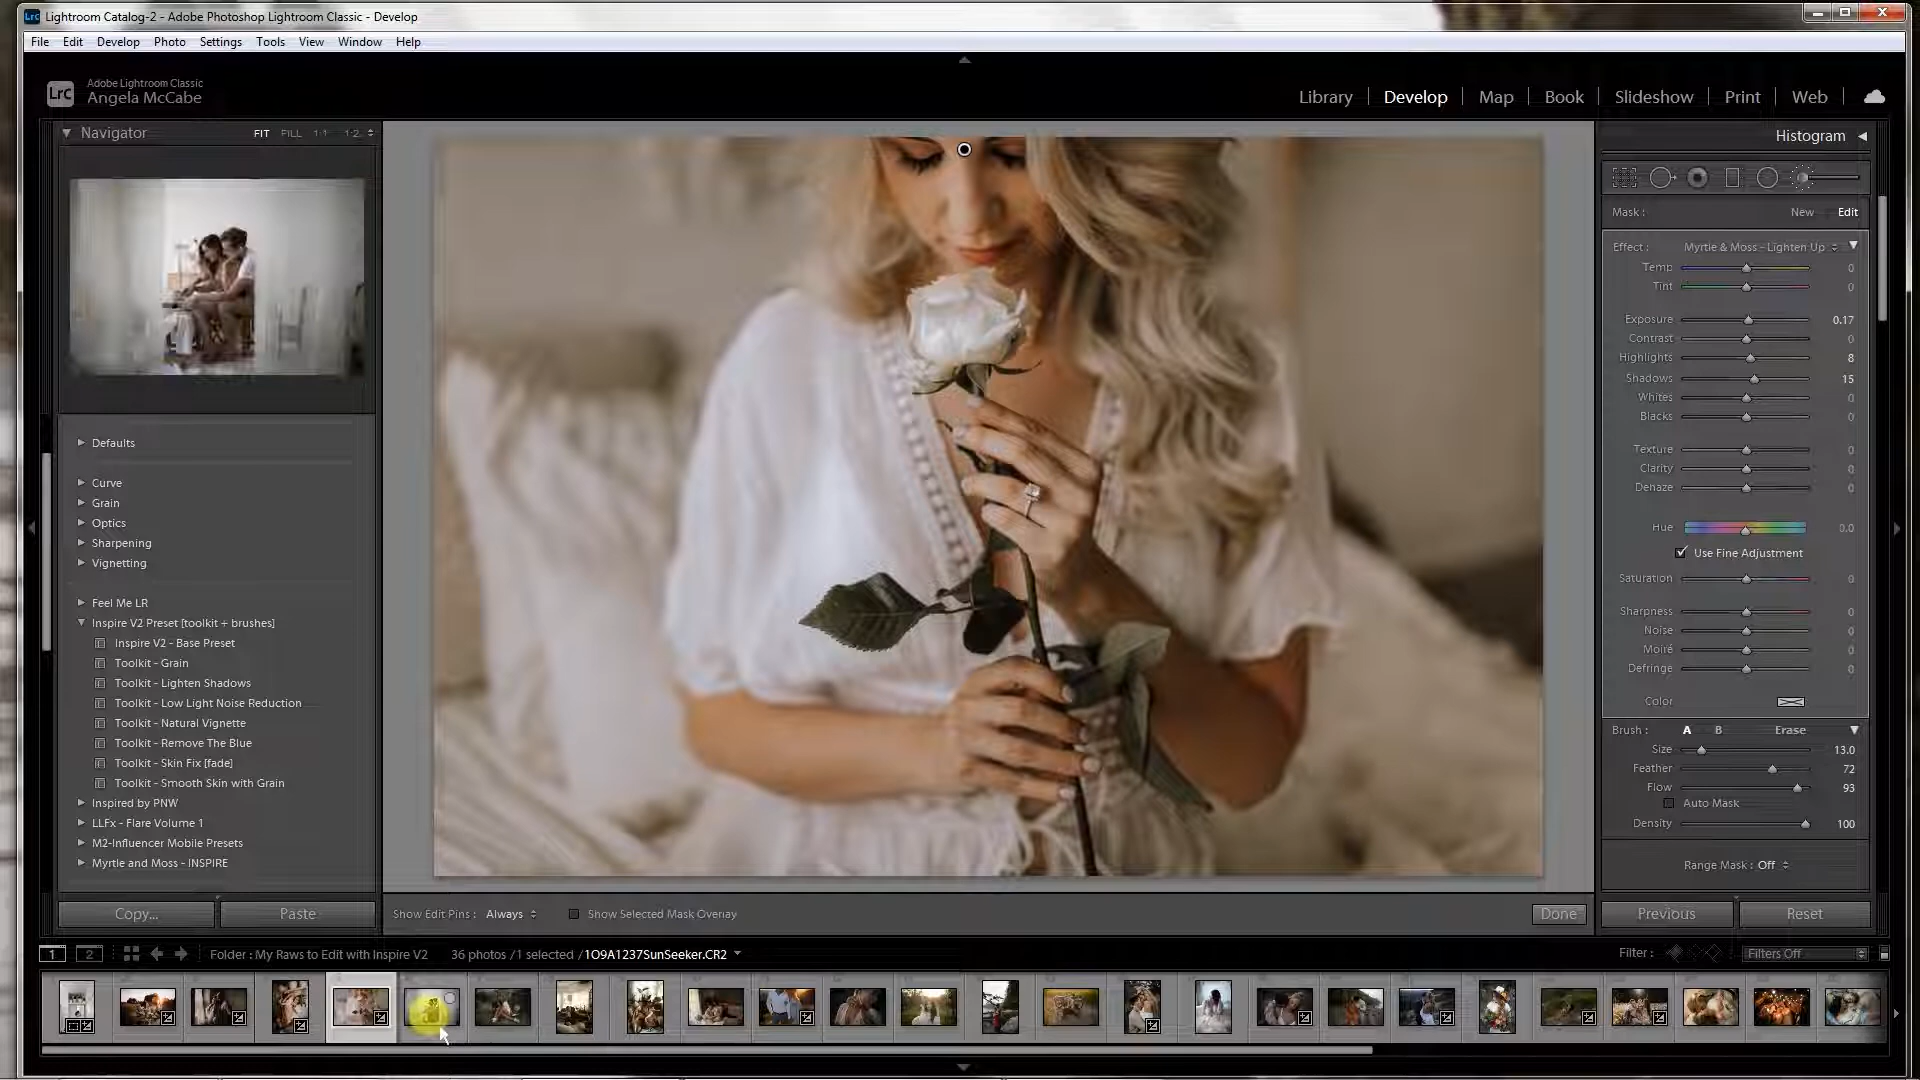 Lightroom Catalog-2 - Adobe Photoshop Lightroom Classic - Develop
File Edit Develop Photo Settings Tools View Window Help
Lrc
Adobe Lightroom Classic
Angela McCabe
Library Develop Map Book Slideshow Print Web
Navigator FIT FILL 1:1 1:2
Histogram
Mask : New Edit
Effect : Myrtle & Moss - Lighten Up
Temp 0
Tint 0
Exposure 0.17
Contrast 0
Highlights 8
Shadows 15
Whites 0
Blacks 0
Texture 0
Clarity 0
Dehaze 0
Hue 0.0
Use Fine Adjustment
Saturation 0
Sharpness 0
Noise 0
Moiré 0
Defringe 0
Color
Brush : A B Erase
Size 13.0
Feather 72
Flow 93
Auto Mask
Density 100
Range Mask : Off
Defaults
Curve
Grain
Optics
Sharpening
Vignetting
Feel Me LR
Inspire V2 Preset [toolkit + brushes]
Inspire V2 - Base Preset
Toolkit - Grain
Toolkit - Lighten Shadows
Toolkit - Low Light Noise Reduction
Toolkit - Natural Vignette
Toolkit - Remove The Blue
Toolkit - Skin Fix [fade]
Toolkit - Smooth Skin with Grain
Inspired by PNW
LLFx - Flare Volume 1
M2-Influencer Mobile Presets
Myrtle and Moss - INSPIRE
Copy... Paste
Show Edit Pins : Always Show Selected Mask Overlay Done
Previous Reset
1 2 Folder : My Raws to Edit with Inspire V2 36 photos /1 selected /1O9A1237SunSeeker.CR2 Filter : Filters Off